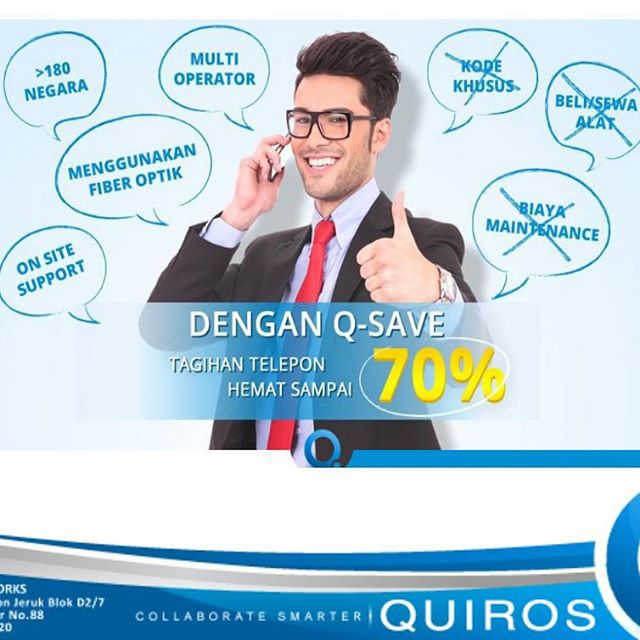 >180
NEGARA
MULTI
OPERATOR
MENGGUNAKAN
FIBER OPTIK
ON SITE
SUPPORT
KODE
KHUSUS
BELI/SEWA
ALAT
BIAYA
MAINTENANCE
DENGAN Q-SAVE
TAGIHAN TELEPON
HEMAT SAMPAI
70%
ORKS
on Jeruk Blok D2/7
r No.88
20
COLLABORATE SMARTER
QUIROS